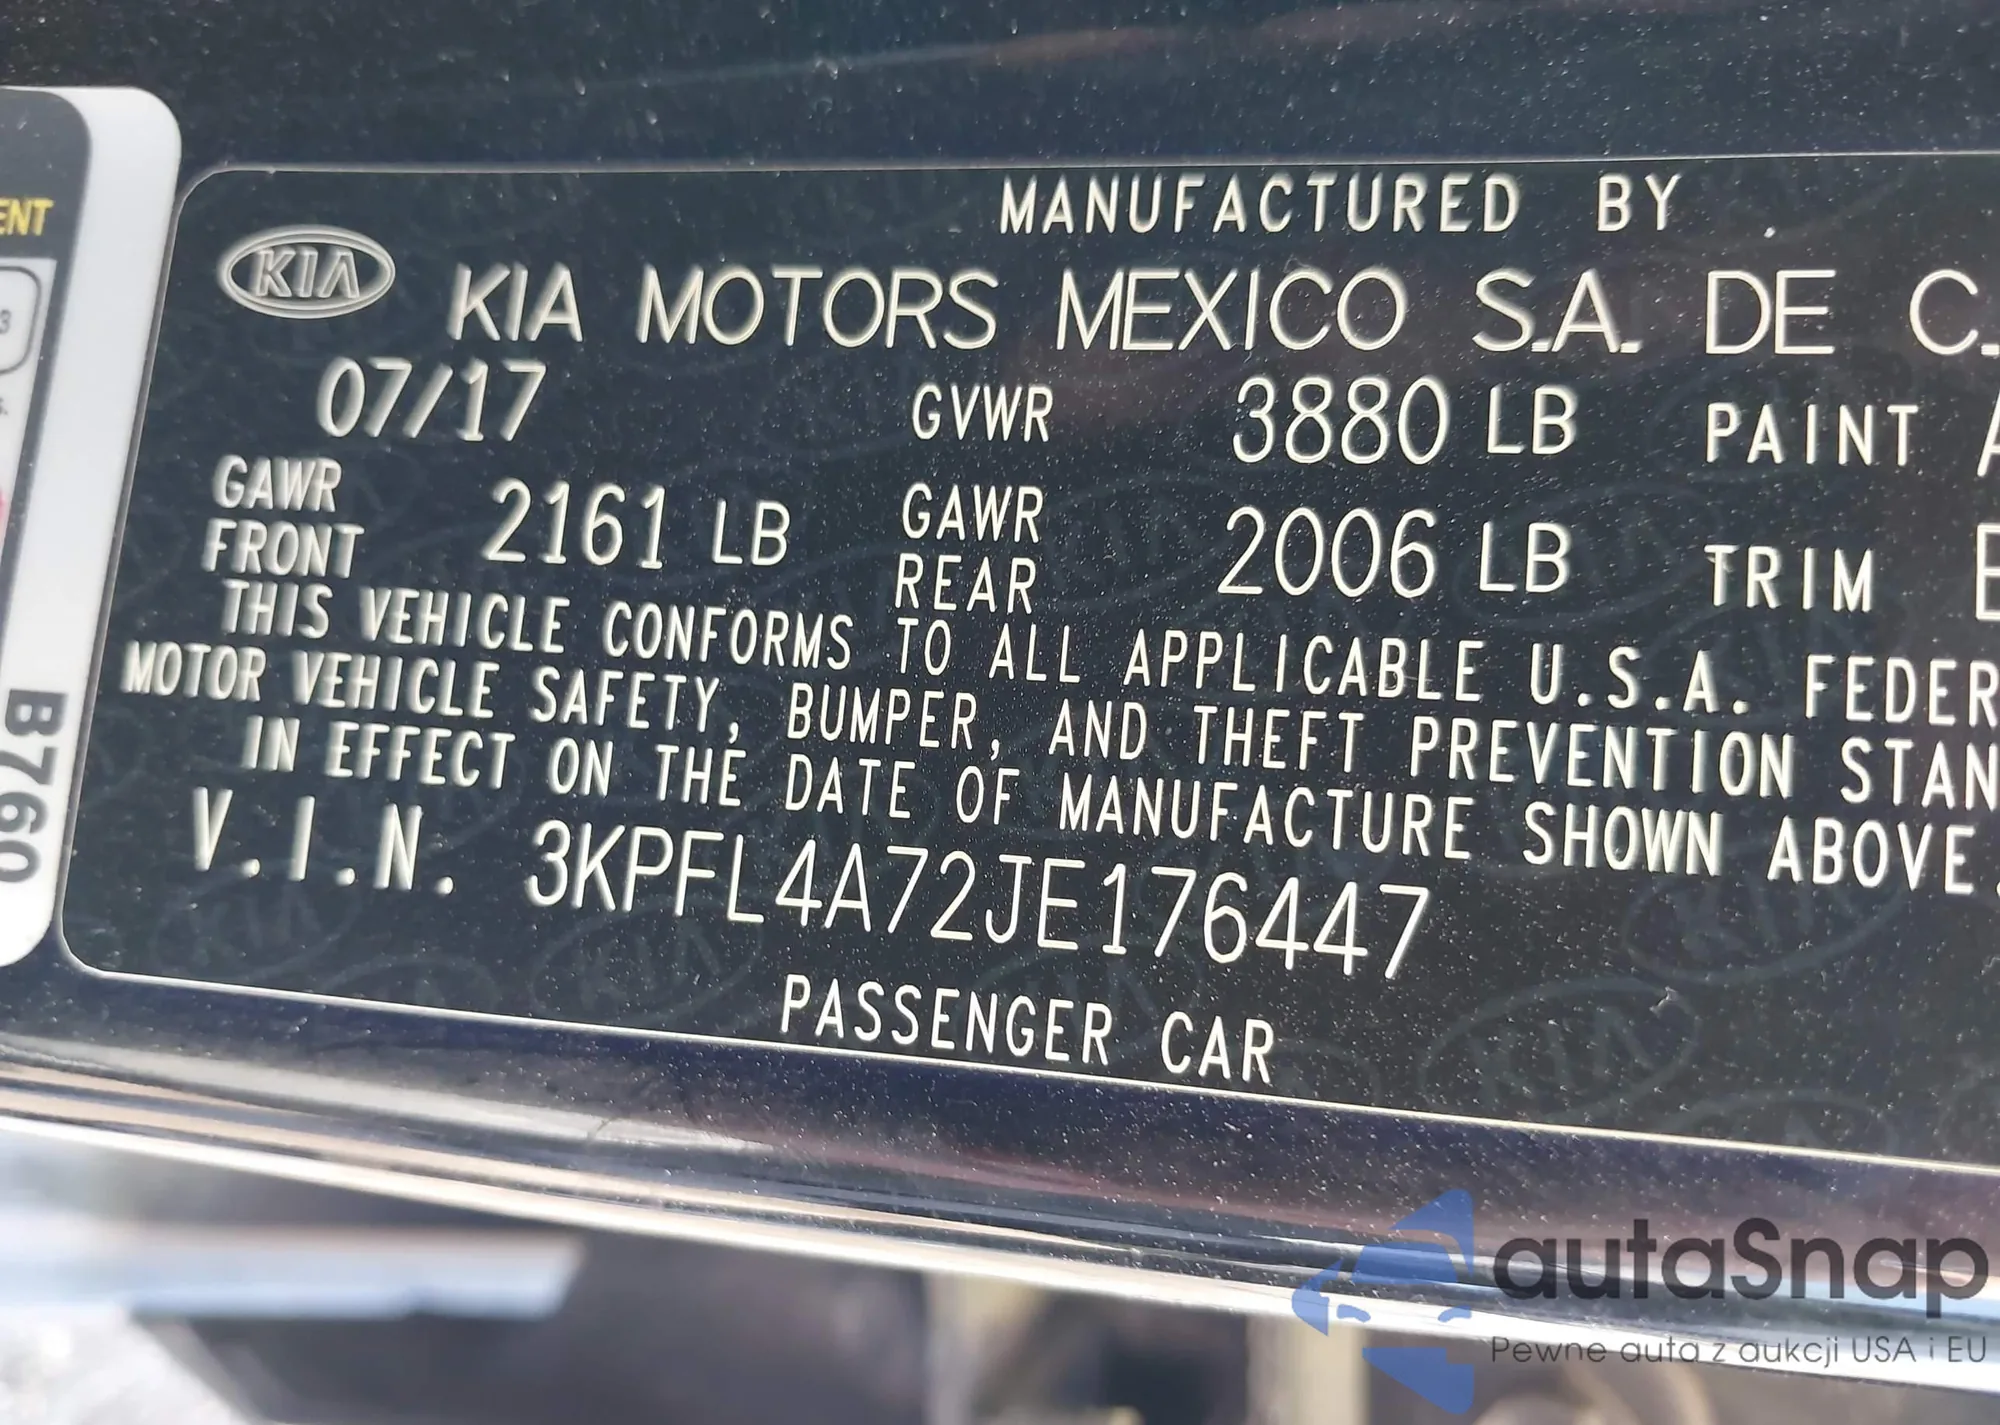 ENT
3
B760
MANUFACTURED BY
KIA KIA MOTORS MEXICO S.A. DE C.
07/17 GVWR 3880 LB PAINT
GAWR FRONT 2161 LB GAWR REAR 2006 LB TRIM
THIS VEHICLE CONFORMS TO ALL APPLICABLE U.S.A. FEDER
MOTOR VEHICLE SAFETY, BUMPER, AND THEFT PREVENTION STAN
IN EFFECT ON THE DATE OF MANUFACTURE SHOWN ABOVE.
V.I.N. 3KPFL4A72JE176447
PASSENGER CAR
autaSnap
Pewne auta z aukcji USA i EU